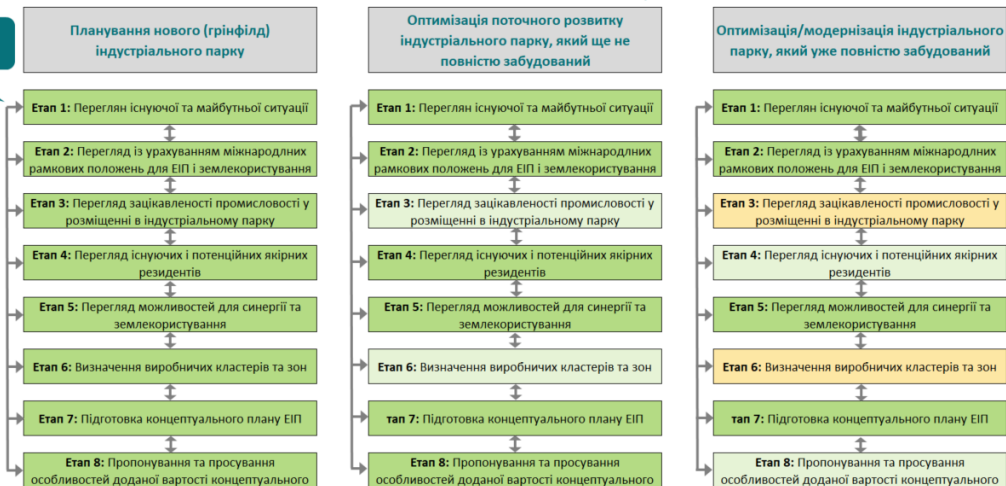 Планування нового (грінфілд)
індустріального парку
Етап 1: Переглян існуючої та майбутньої ситуації
Етап 2: Перегляд із урахуванням міжнароднлних
рамкових положень для ЕІП і землекористування
Етап 3: Перегляд зацікавленості промисловості у
розміщенні в індустріальному парку
Етап 4: Перегляд існуючих і потенційних якірних
резидентів
Етап 5: Перегляд можливостей для синергії та
землекористування
Етап 6: Визначення виробничих кластерів та зон
Етап 7: Підготовка концептуального плану ЕІП
Етап 8: Пропонування та просування
особливостей доданої вартості концептуального
Оптимізація поточного розвитку
індустріального парку, який ще не
повністю забудований
Етап 1: Переглян існуючої та майбутньої ситуації
Етап 2: Перегляд із урахуванням міжнароднлних
рамкових положень для ЕІП і землекористування
Етап 3: Перегляд зацікавленості промисловості у
розміщенні в індустріальному парку
Етап 4: Перегляд існуючих і потенційних якірних
резидентів
Етап 5: Перегляд можливостей для синергії та
землекористування
Етап 6: Визначення виробничих кластерів та зон
тап 7: Підготовка концептуального плану ЕІП
Етап 8: Пропонування та просування
особливостей доданої вартості концептуального
Оптимізація/модернізація індустріального
парку, який уже повністю забудований
Етап 1: Переглян існуючої та майбутньої ситуації
Етап 2: Перегляд із урахуванням міжнароднлних
рамкових положень для ЕІП і землекористування
Етап 3: Перегляд зацікавленості промисловості у
розміщенні в індустріальному парку
Етап 4: Перегляд існуючих і потенційних якірних
резидентів
Етап 5: Перегляд можливостей для синергії та
землекористування
Етап 6: Визначення виробничих кластерів та зон
тап 7: Підготовка концептуального плану ЕІП
Етап 8: Пропонування та просування
особливостей доданої вартості концептуального